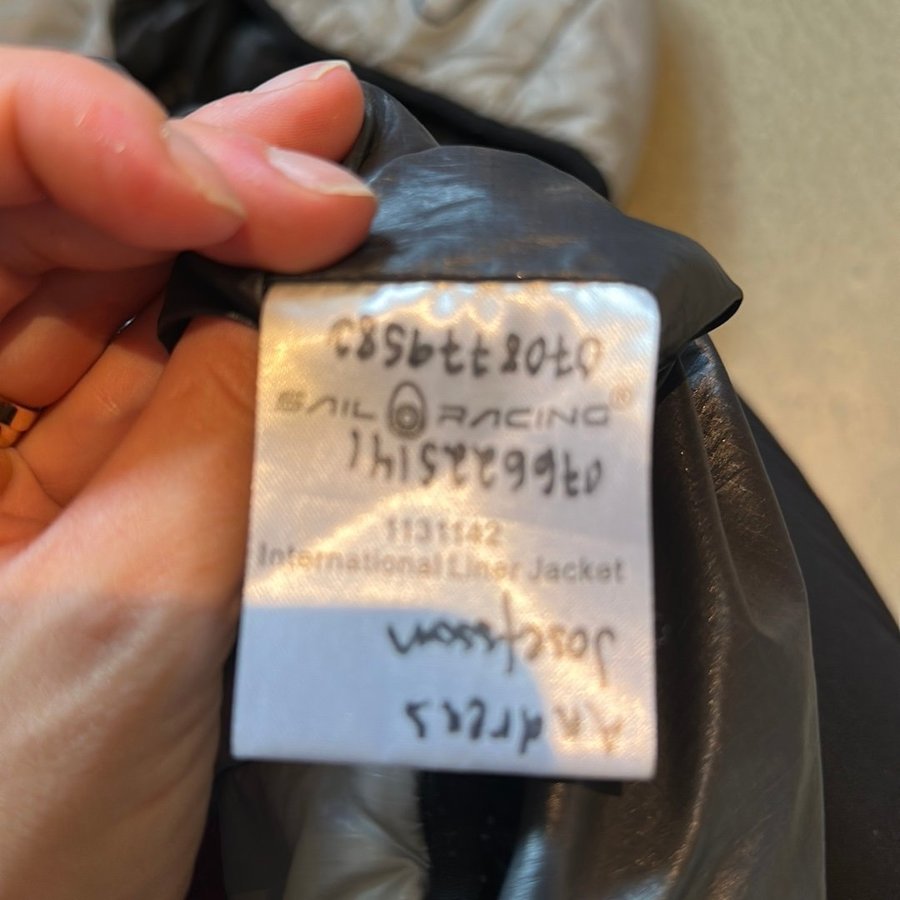 SAIL RACING®
1131142
International Liner Jacket
Andreas
Josefsson
0766225141
0708779583